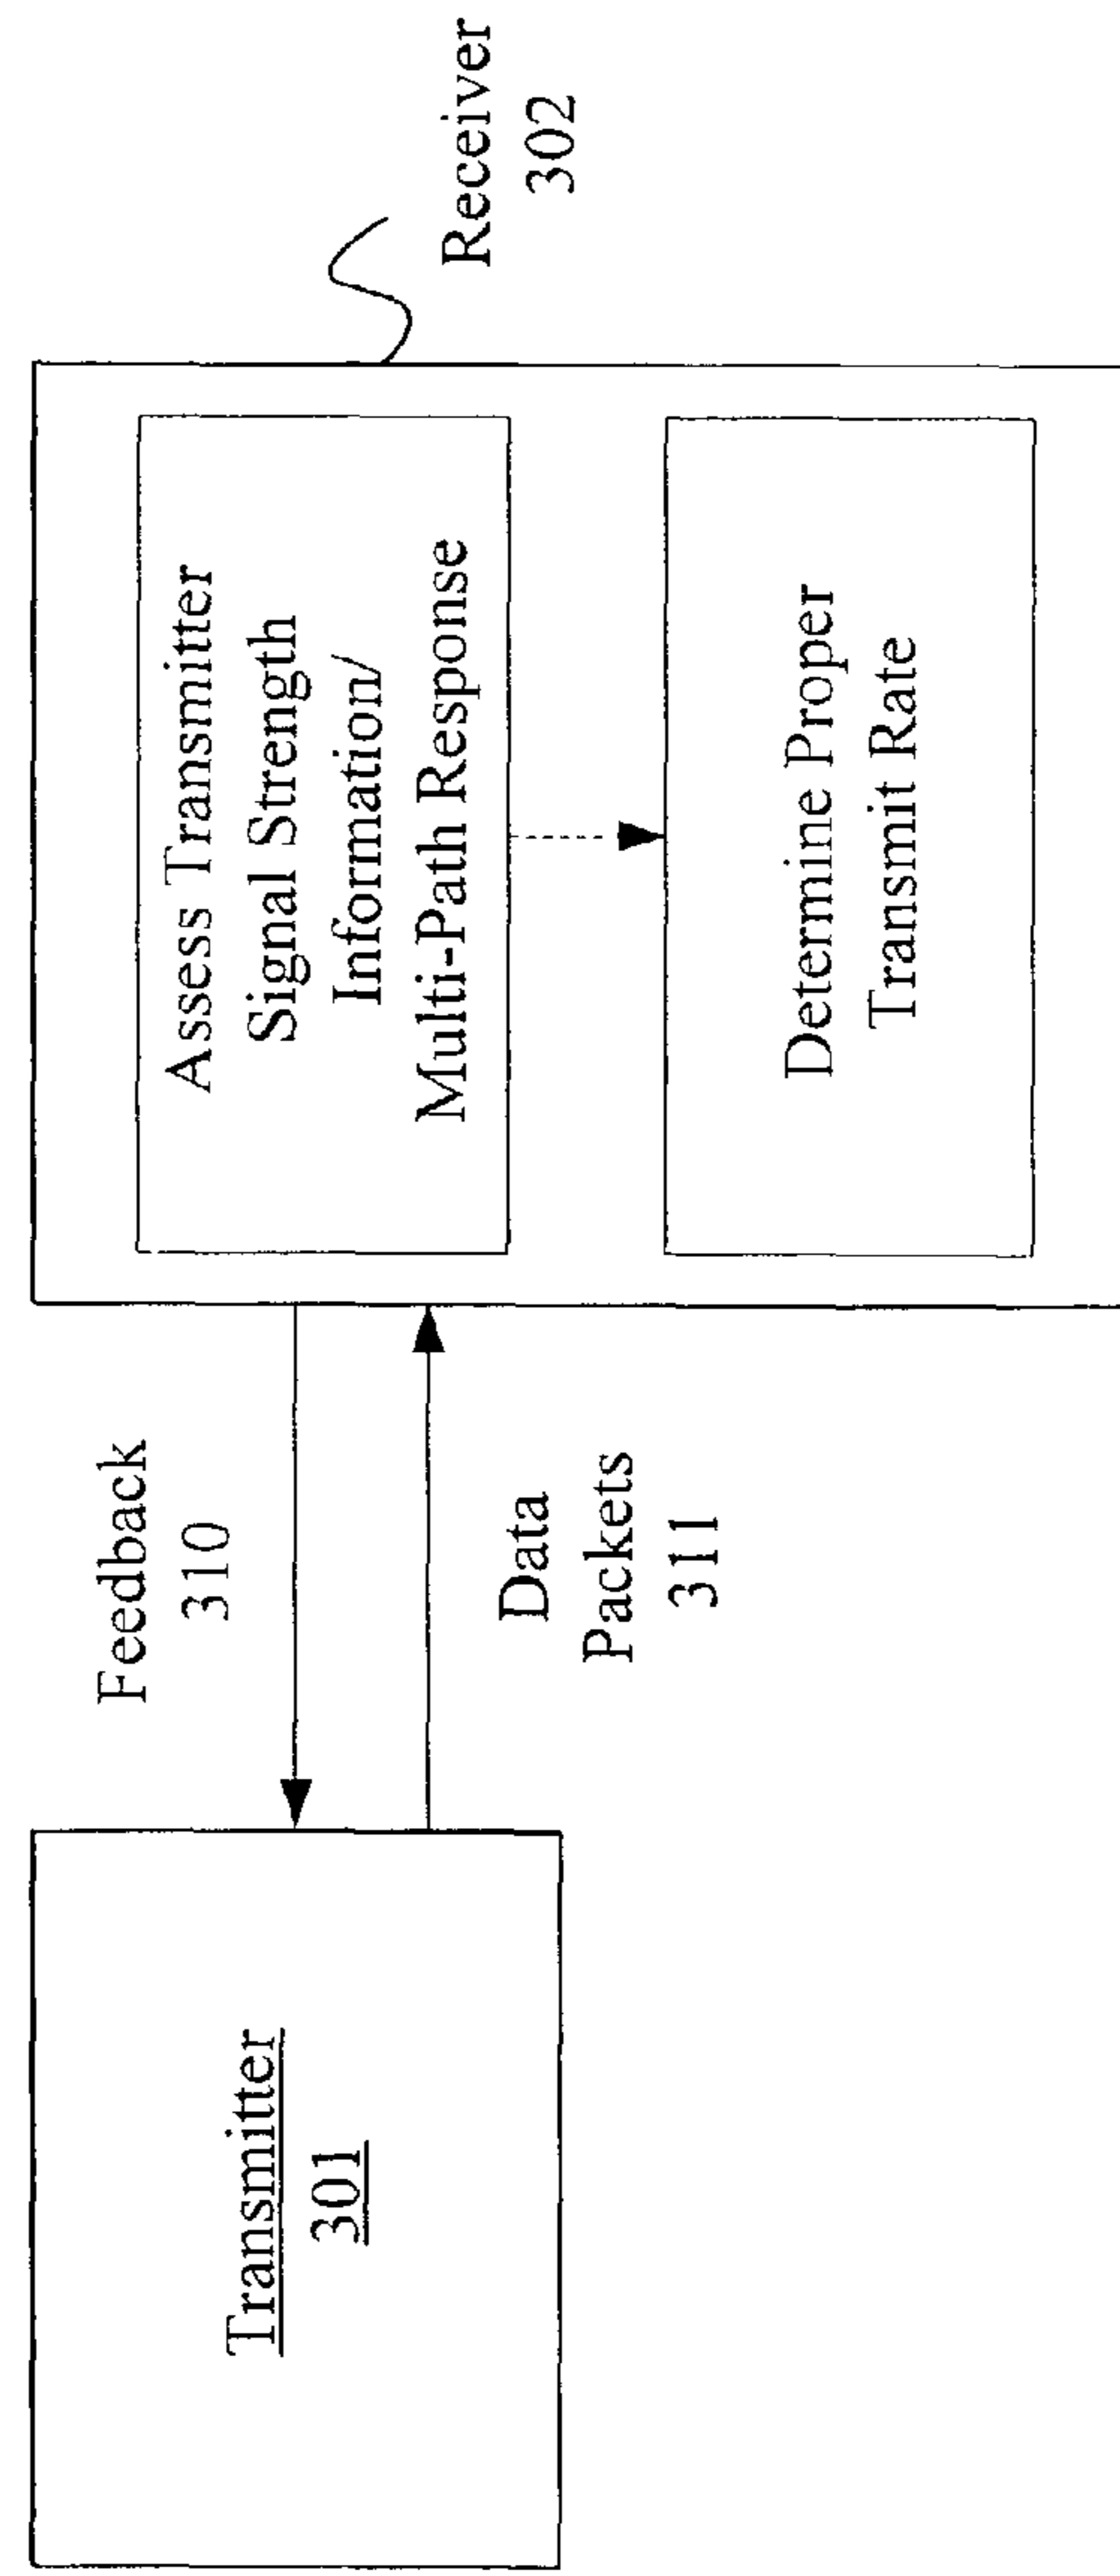 Transmitter
301
Feedback
310
Data
Packets
311
Assess Transmitter
Signal Strength
Information/
Multi-Path Response
Determine Proper
Transmit Rate
Receiver
302